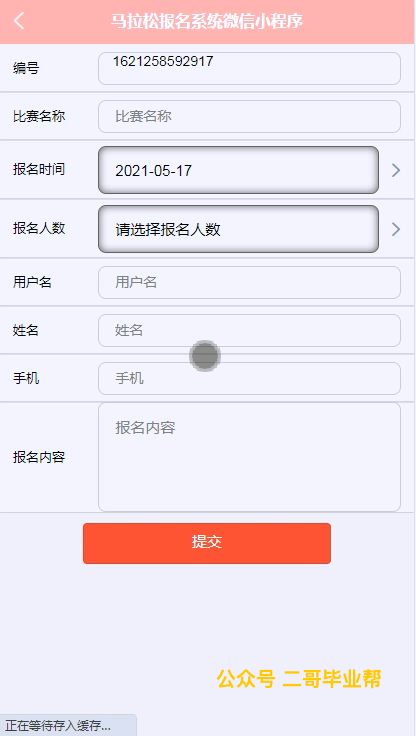 马拉松报名系统微信小程序
编号 1621258592917
比赛名称 比赛名称
报名时间 2021-05-17
报名人数 请选择报名人数
用户名 用户名
姓名 姓名
手机 手机
报名内容 报名内容
提交
公众号 二哥毕业帮
正在等待存入缓存...